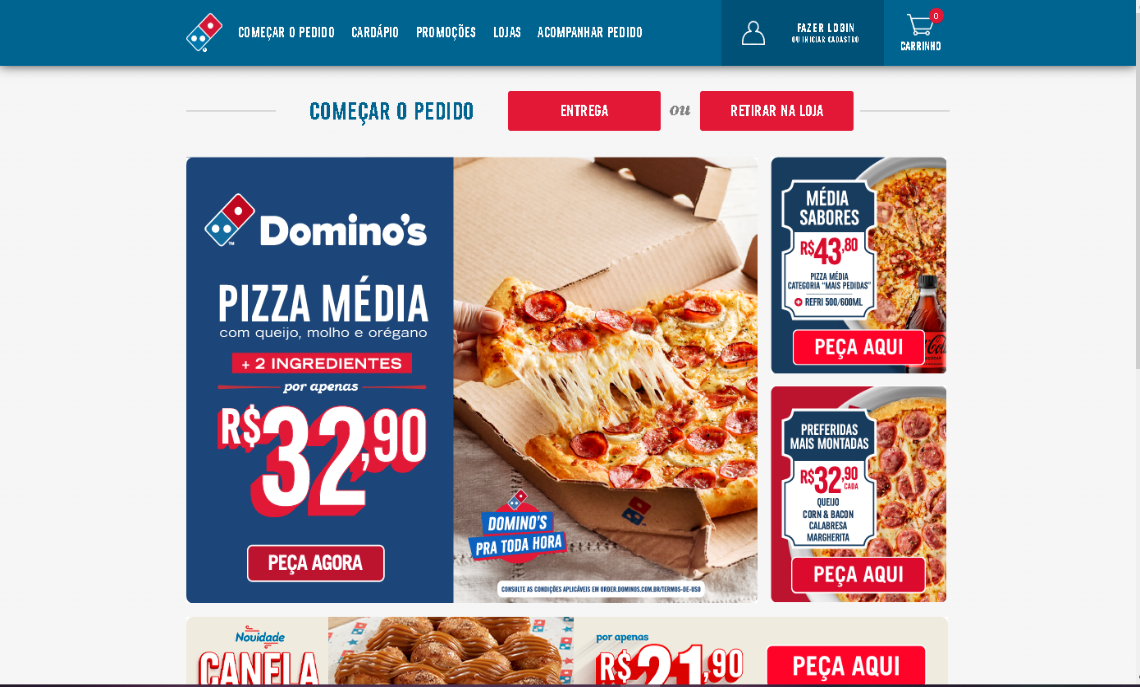 COMEÇAR O PEDIDO CARDÁPIO PROMOÇÕES LOJAS ACOMPANHAR PEDIDO
FAZER LOGIN
OU INICIAR CADASTRO
0
CARRINHO
COMEÇAR O PEDIDO
ENTREGA
ou
RETIRAR NA LOJA
Domino's
TM
PIZZA MÉDIA
com queijo, molho e orégano
+ 2 INGREDIENTES
por apenas
R$32,90
PEÇA AGORA
DOMINO'S
PRA TODA HORA
CONSULTE AS CONDIÇÕES APLICÁVEIS EM ORDER.DOMINOS.COM.BR/TERMOS-DE-USO
MÉDIA
SABORES
R$43,80
PIZZA MÉDIA
CATEGORIA "MAIS PEDIDAS"
+ REFRI 500/600ML
PEÇA AQUI
PREFERIDAS
MAIS MONTADAS
R$32,90
CADA
QUEIJO
CORN & BACON
CALABRESA
MARGHERITA
PEÇA AQUI
Novidade
CANELA
por apenas
R$21,90
PEÇA AQUI